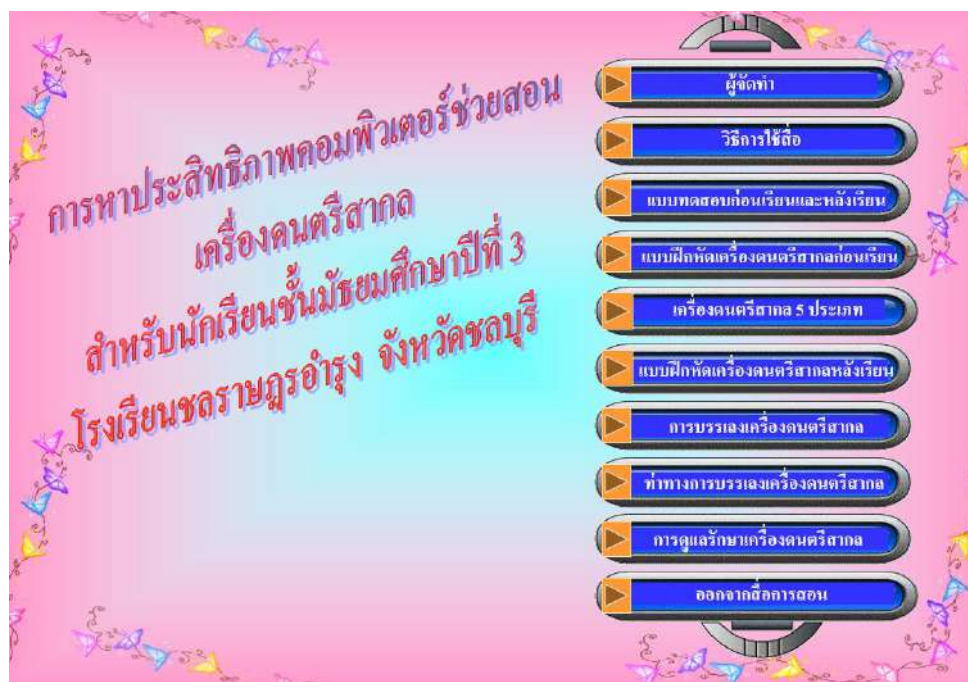 การหาประสิทธิภาพคอมพิวเตอร์ช่วยสอน
เครื่องดนตรีสากล
สำหรับนักเรียนชั้นมัธยมศึกษาปีที่ 3
โรงเรียนชลราษฎรอำรุง จังหวัดชลบุรี
ผู้จัดทำ
วิธีการใช้สื่อ
แบบทดสอบก่อนเรียนและหลังเรียน
แบบฝึกหัดเครื่องดนตรีสากลก่อนเรียน
เครื่องดนตรีสากล 5 ประเภท
แบบฝึกหัดเครื่องดนตรีสากลหลังเรียน
การบรรเลงเครื่องดนตรีสากล
ท่าทางการบรรเลงเครื่องดนตรีสากล
การดูแลรักษาเครื่องดนตรีสากล
ออกจากสื่อการสอน